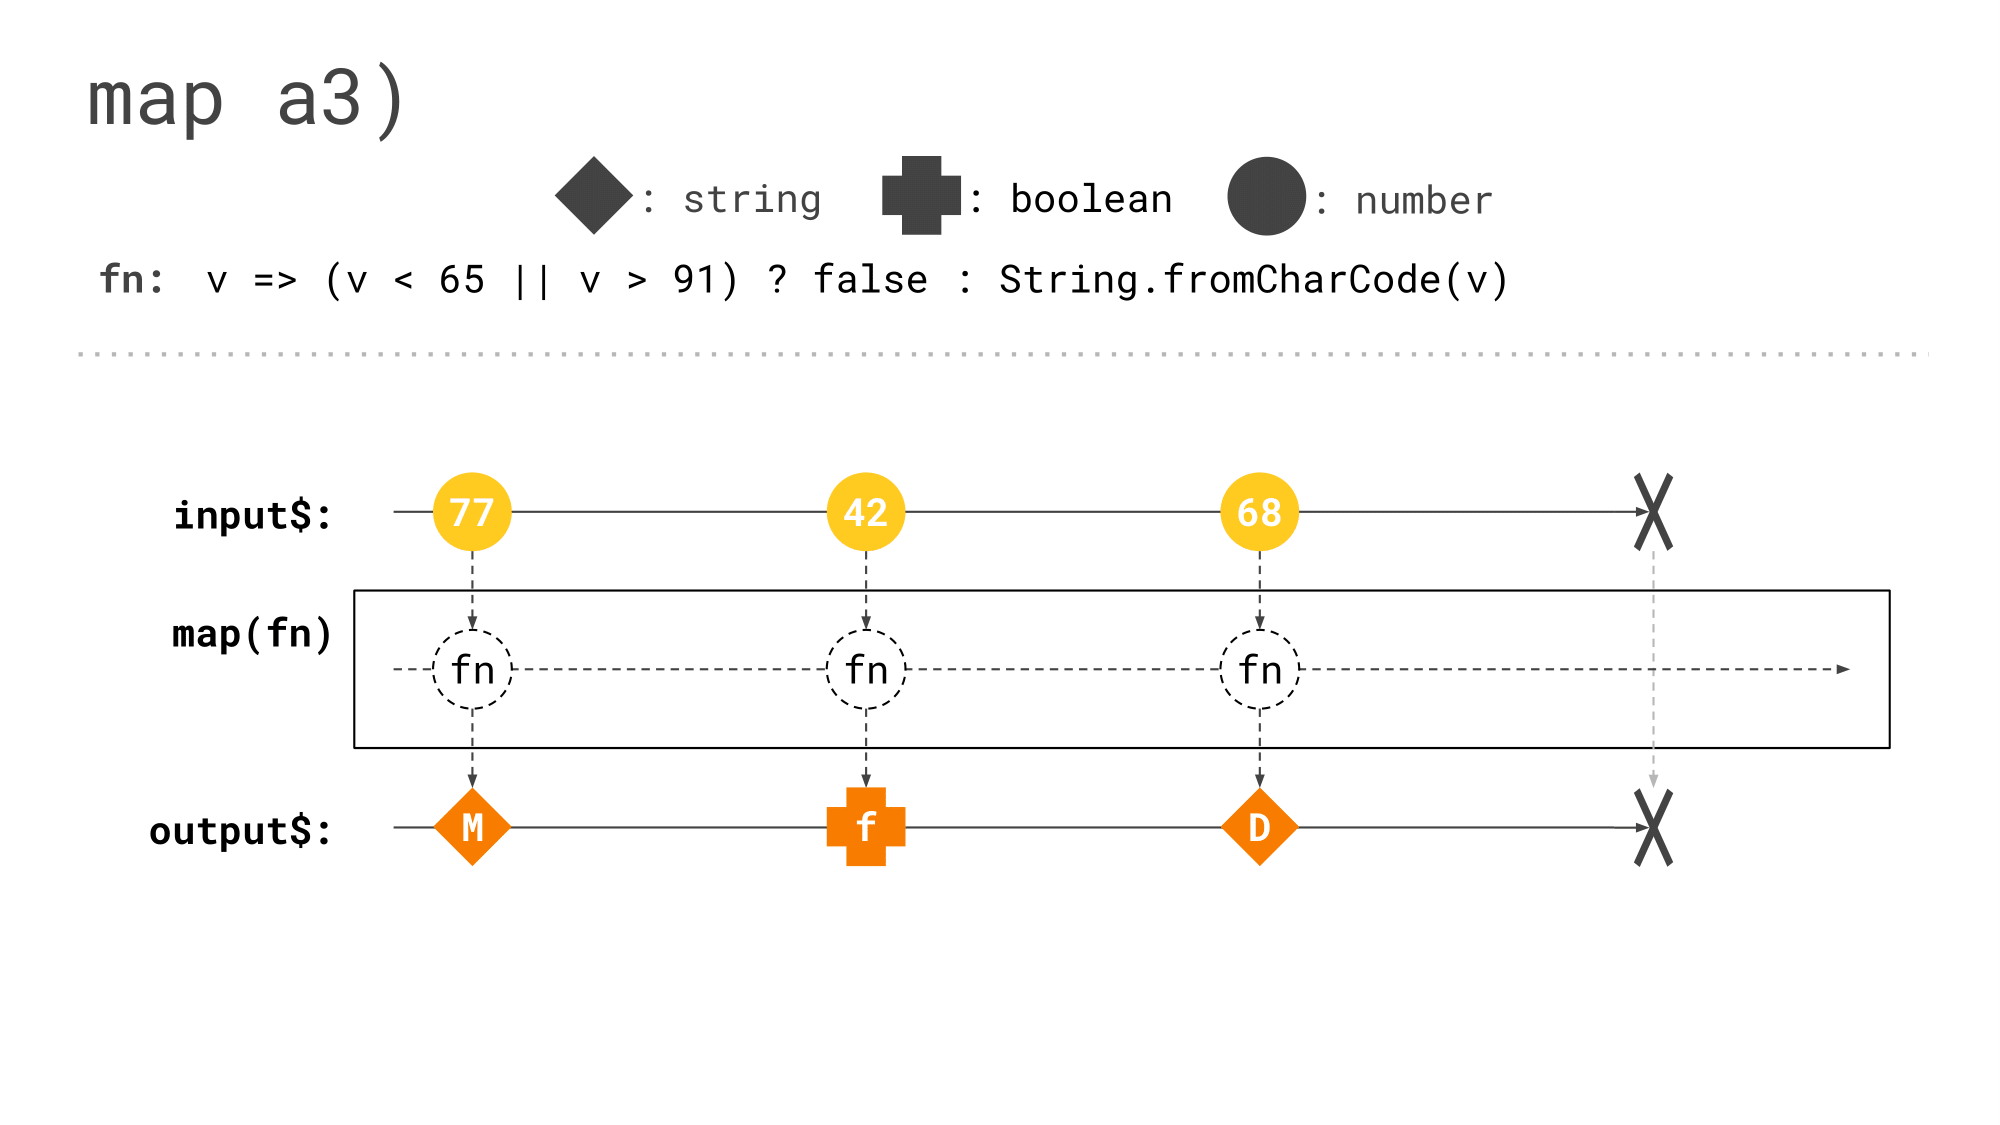 map a3)
: string : boolean : number
fn: v => (v < 65 || v > 91) ? false : String.fromCharCode(v)
input$: 77 42 68 X
map(fn)
fn fn fn
output$: M f D X